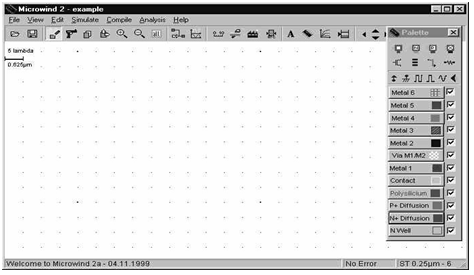 Microwind 2 - example
File View Edit Simulate Compile Analysis Help
5 lambda
0.625µm
Palette
Metal 6
Metal 5
Metal 4
Metal 3
Metal 2
Via M1/M2
Metal 1
Contact
Polysilicium
P+ Diffusion
N+ Diffusion
N Well
Welcome to Microwind 2a - 04.11.1999 No Error ST 0.25µm - 6